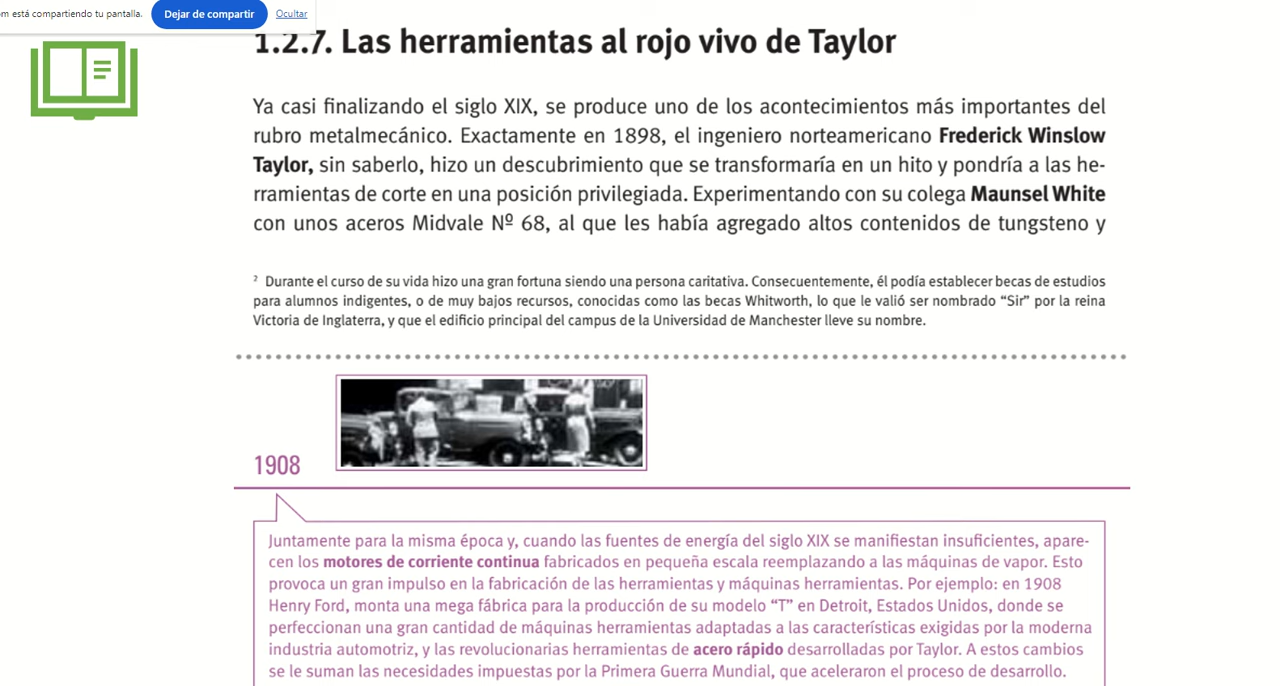 om está compartiendo tu pantalla. Dejar de compartir Ocultar
1.2.7. Las herramientas al rojo vivo de Taylor
Ya casi finalizando el siglo XIX, se produce uno de los acontecimientos más importantes del
rubro metalmecánico. Exactamente en 1898, el ingeniero norteamericano Frederick Winslow
Taylor, sin saberlo, hizo un descubrimiento que se transformaría en un hito y pondría a las he-
rramientas de corte en una posición privilegiada. Experimentando con su colega Maunsel White
con unos aceros Midvale Nº 68, al que les había agregado altos contenidos de tungsteno y
² Durante el curso de su vida hizo una gran fortuna siendo una persona caritativa. Consecuentemente, él podía establecer becas de estudios
para alumnos indigentes, o de muy bajos recursos, conocidas como las becas Whitworth, lo que le valió ser nombrado “Sir” por la reina
Victoria de Inglaterra, y que el edificio principal del campus de la Universidad de Manchester lleve su nombre.
1908
Juntamente para la misma época y, cuando las fuentes de energía del siglo XIX se manifiestan insuficientes, apare-
cen los motores de corriente continua fabricados en pequeña escala reemplazando a las máquinas de vapor. Esto
provoca un gran impulso en la fabricación de las herramientas y máquinas herramientas. Por ejemplo: en 1908
Henry Ford, monta una mega fábrica para la producción de su modelo “T” en Detroit, Estados Unidos, donde se
perfeccionan una gran cantidad de máquinas herramientas adaptadas a las características exigidas por la moderna
industria automotriz, y las revolucionarias herramientas de acero rápido desarrolladas por Taylor. A estos cambios
se le suman las necesidades impuestas por la Primera Guerra Mundial, que aceleraron el proceso de desarrollo.